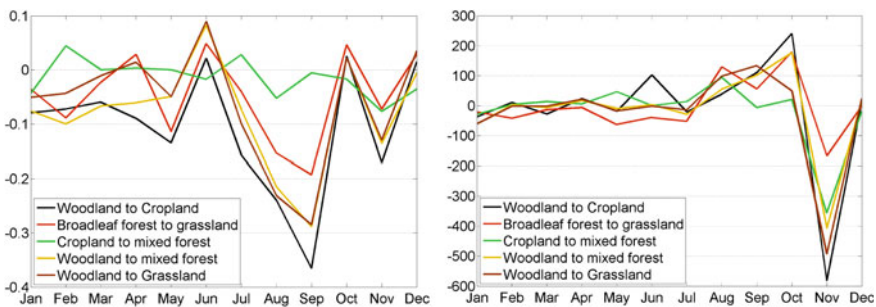 0.1
0
-0.1
-0.2
-0.3
-0.4
Woodland to Cropland
Broadleaf forest to grassland
Cropland to mixed forest
Woodland to mixed forest
Woodland to Grassland
Jan Feb Mar Apr May Jun Jul Aug Sep Oct Nov Dec
300
200
100
0
-100
-200
-300
-400
-500
-600
Woodland to Cropland
Broadleaf forest to grassland
Cropland to mixed forest
Woodland to mixed forest
Woodland to Grassland
Jan Feb Mar Apr May Jun Jul Aug Sep Oct Nov Dec